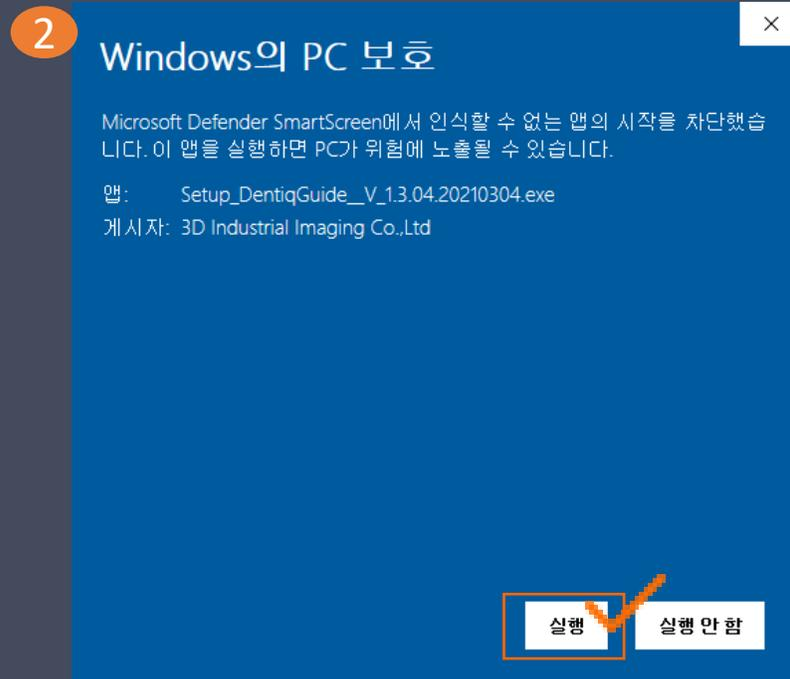 2
Windows의 PC 보호
Microsoft Defender SmartScreen에서 인식할 수 없는 앱의 시작을 차단했습
니다. 이 앱을 실행하면 PC가 위험에 노출될 수 있습니다.
앱: Setup_DentiqGuide__V_1.3.04.20210304.exe
게시자: 3D Industrial Imaging Co.,Ltd
실행 실행 안 함